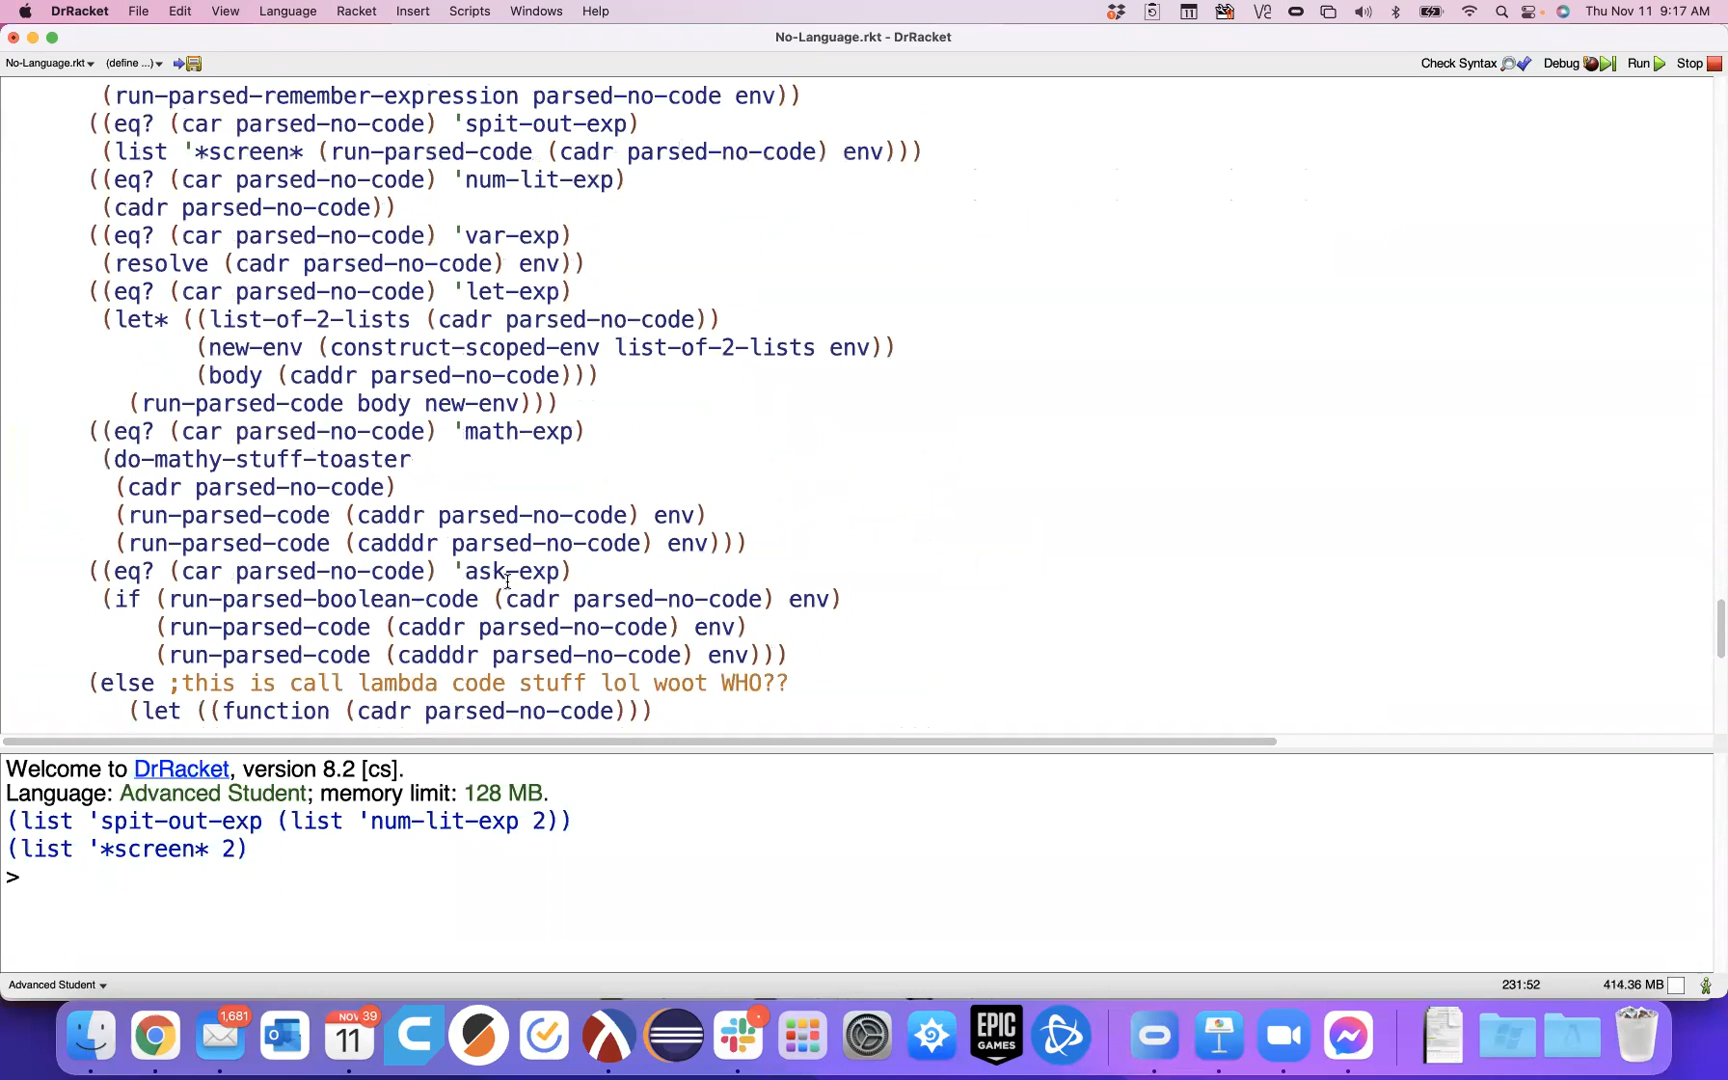 DrRacket File Edit View Language Racket Insert Scripts Windows Help Thu Nov 11 9:17 AM
No-Language.rkt - DrRacket
No-Language.rkt (define ...) Check Syntax Debug Run Stop
(run-parsed-remember-expression parsed-no-code env))
((eq? (car parsed-no-code) 'spit-out-exp)
(list '*screen* (run-parsed-code (cadr parsed-no-code) env)))
((eq? (car parsed-no-code) 'num-lit-exp)
(cadr parsed-no-code))
((eq? (car parsed-no-code) 'var-exp)
(resolve (cadr parsed-no-code) env))
((eq? (car parsed-no-code) 'let-exp)
(let* ((list-of-2-lists (cadr parsed-no-code))
(new-env (construct-scoped-env list-of-2-lists env))
(body (caddr parsed-no-code)))
(run-parsed-code body new-env)))
((eq? (car parsed-no-code) 'math-exp)
(do-mathy-stuff-toaster
(cadr parsed-no-code)
(run-parsed-code (caddr parsed-no-code) env)
(run-parsed-code (cadddr parsed-no-code) env)))
((eq? (car parsed-no-code) 'ask-exp)
(if (run-parsed-boolean-code (cadr parsed-no-code) env)
(run-parsed-code (caddr parsed-no-code) env)
(run-parsed-code (cadddr parsed-no-code) env)))
(else ;this is call lambda code stuff lol woot WHO??
(let ((function (cadr parsed-no-code)))
Welcome to DrRacket, version 8.2 [cs].
Language: Advanced Student; memory limit: 128 MB.
(list 'spit-out-exp (list 'num-lit-exp 2))
(list '*screen* 2)
>
Advanced Student 231:52 414.36 MB
1,681
NOV 39
11
EPIC
GAMES